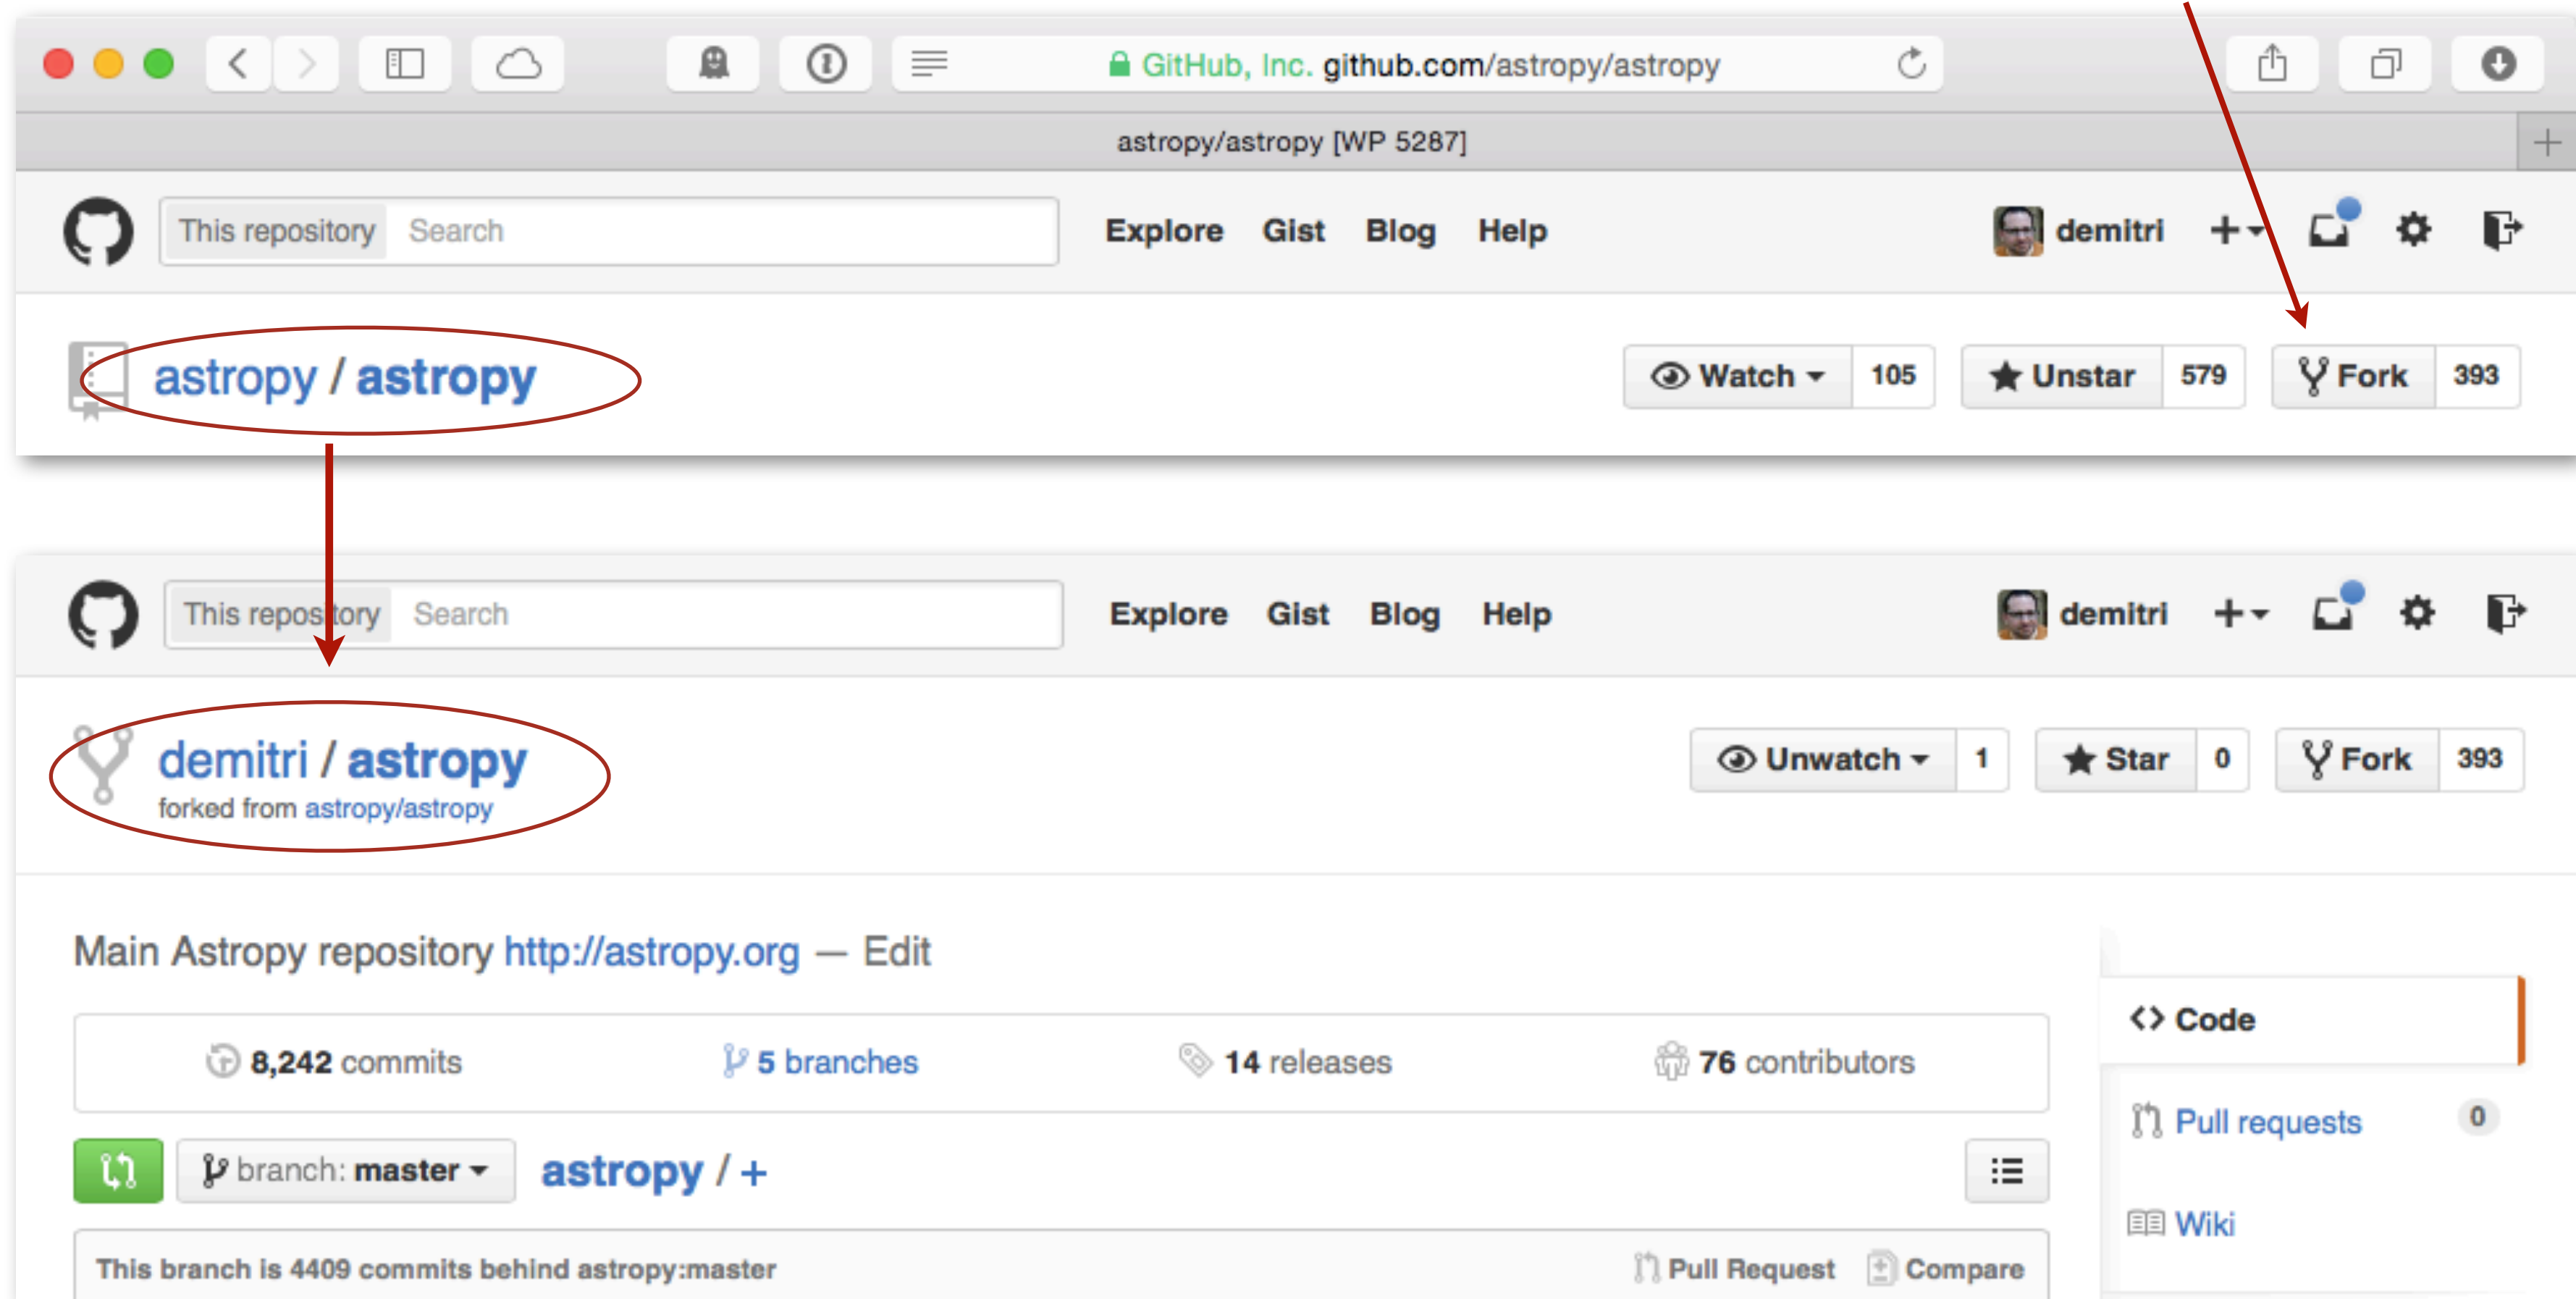 GitHub, Inc. github.com/astropy/astropy
astropy/astropy [WP 5287]
This repository Search Explore Gist Blog Help demitri
astropy / astropy Watch 105 Unstar 579 Fork 393
This repository Search Explore Gist Blog Help demitri
demitri / astropy Unwatch 1 Star 0 Fork 393
forked from astropy/astropy
Main Astropy repository http://astropy.org — Edit
<> Code
8,242 commits 5 branches 14 releases 76 contributors
Pull requests 0
branch: master astropy / +
Wiki
This branch is 4409 commits behind astropy:master Pull Request Compare